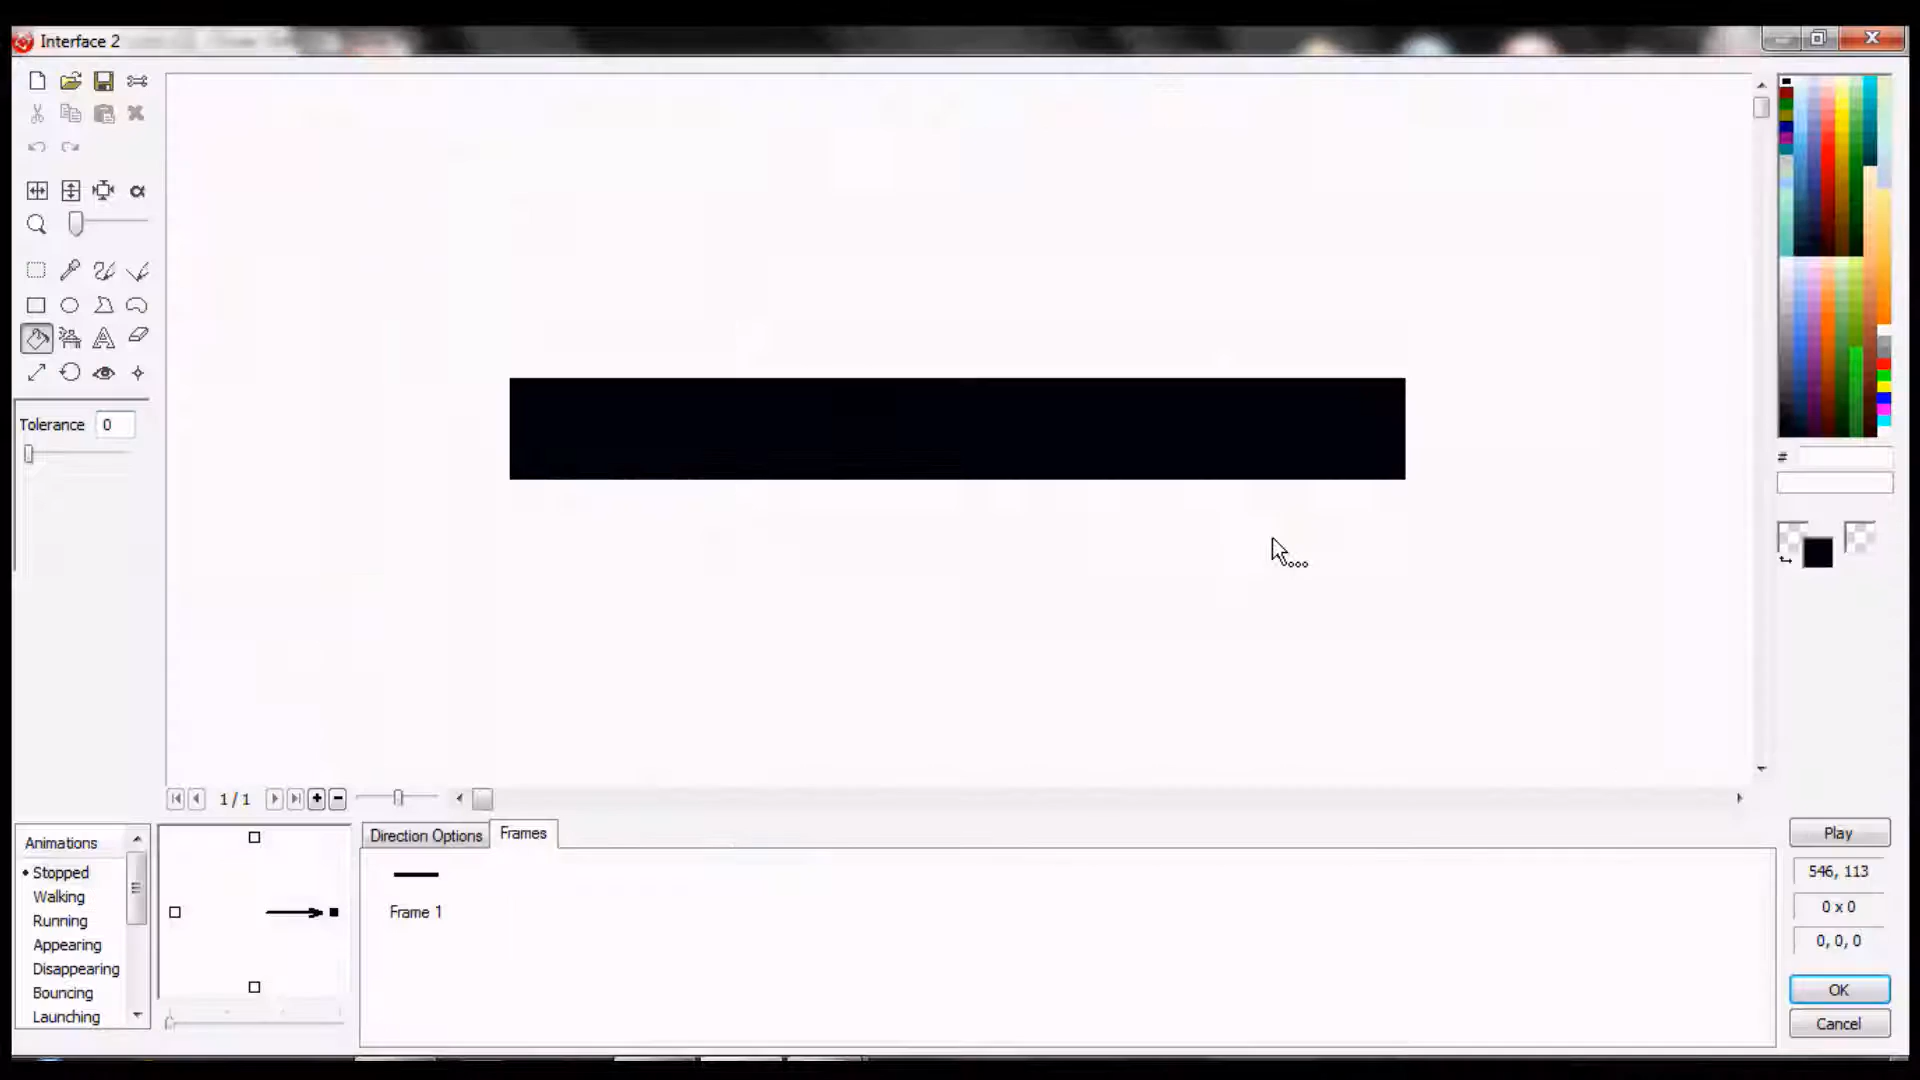 Interface 2
α
A
Tolerance 0
#
1 / 1
Animations
Stopped
Walking
Running
Appearing
Disappearing
Bouncing
Launching
Direction Options
Frames
Frame 1
Play
546, 113
0 x 0
0, 0, 0
OK
Cancel